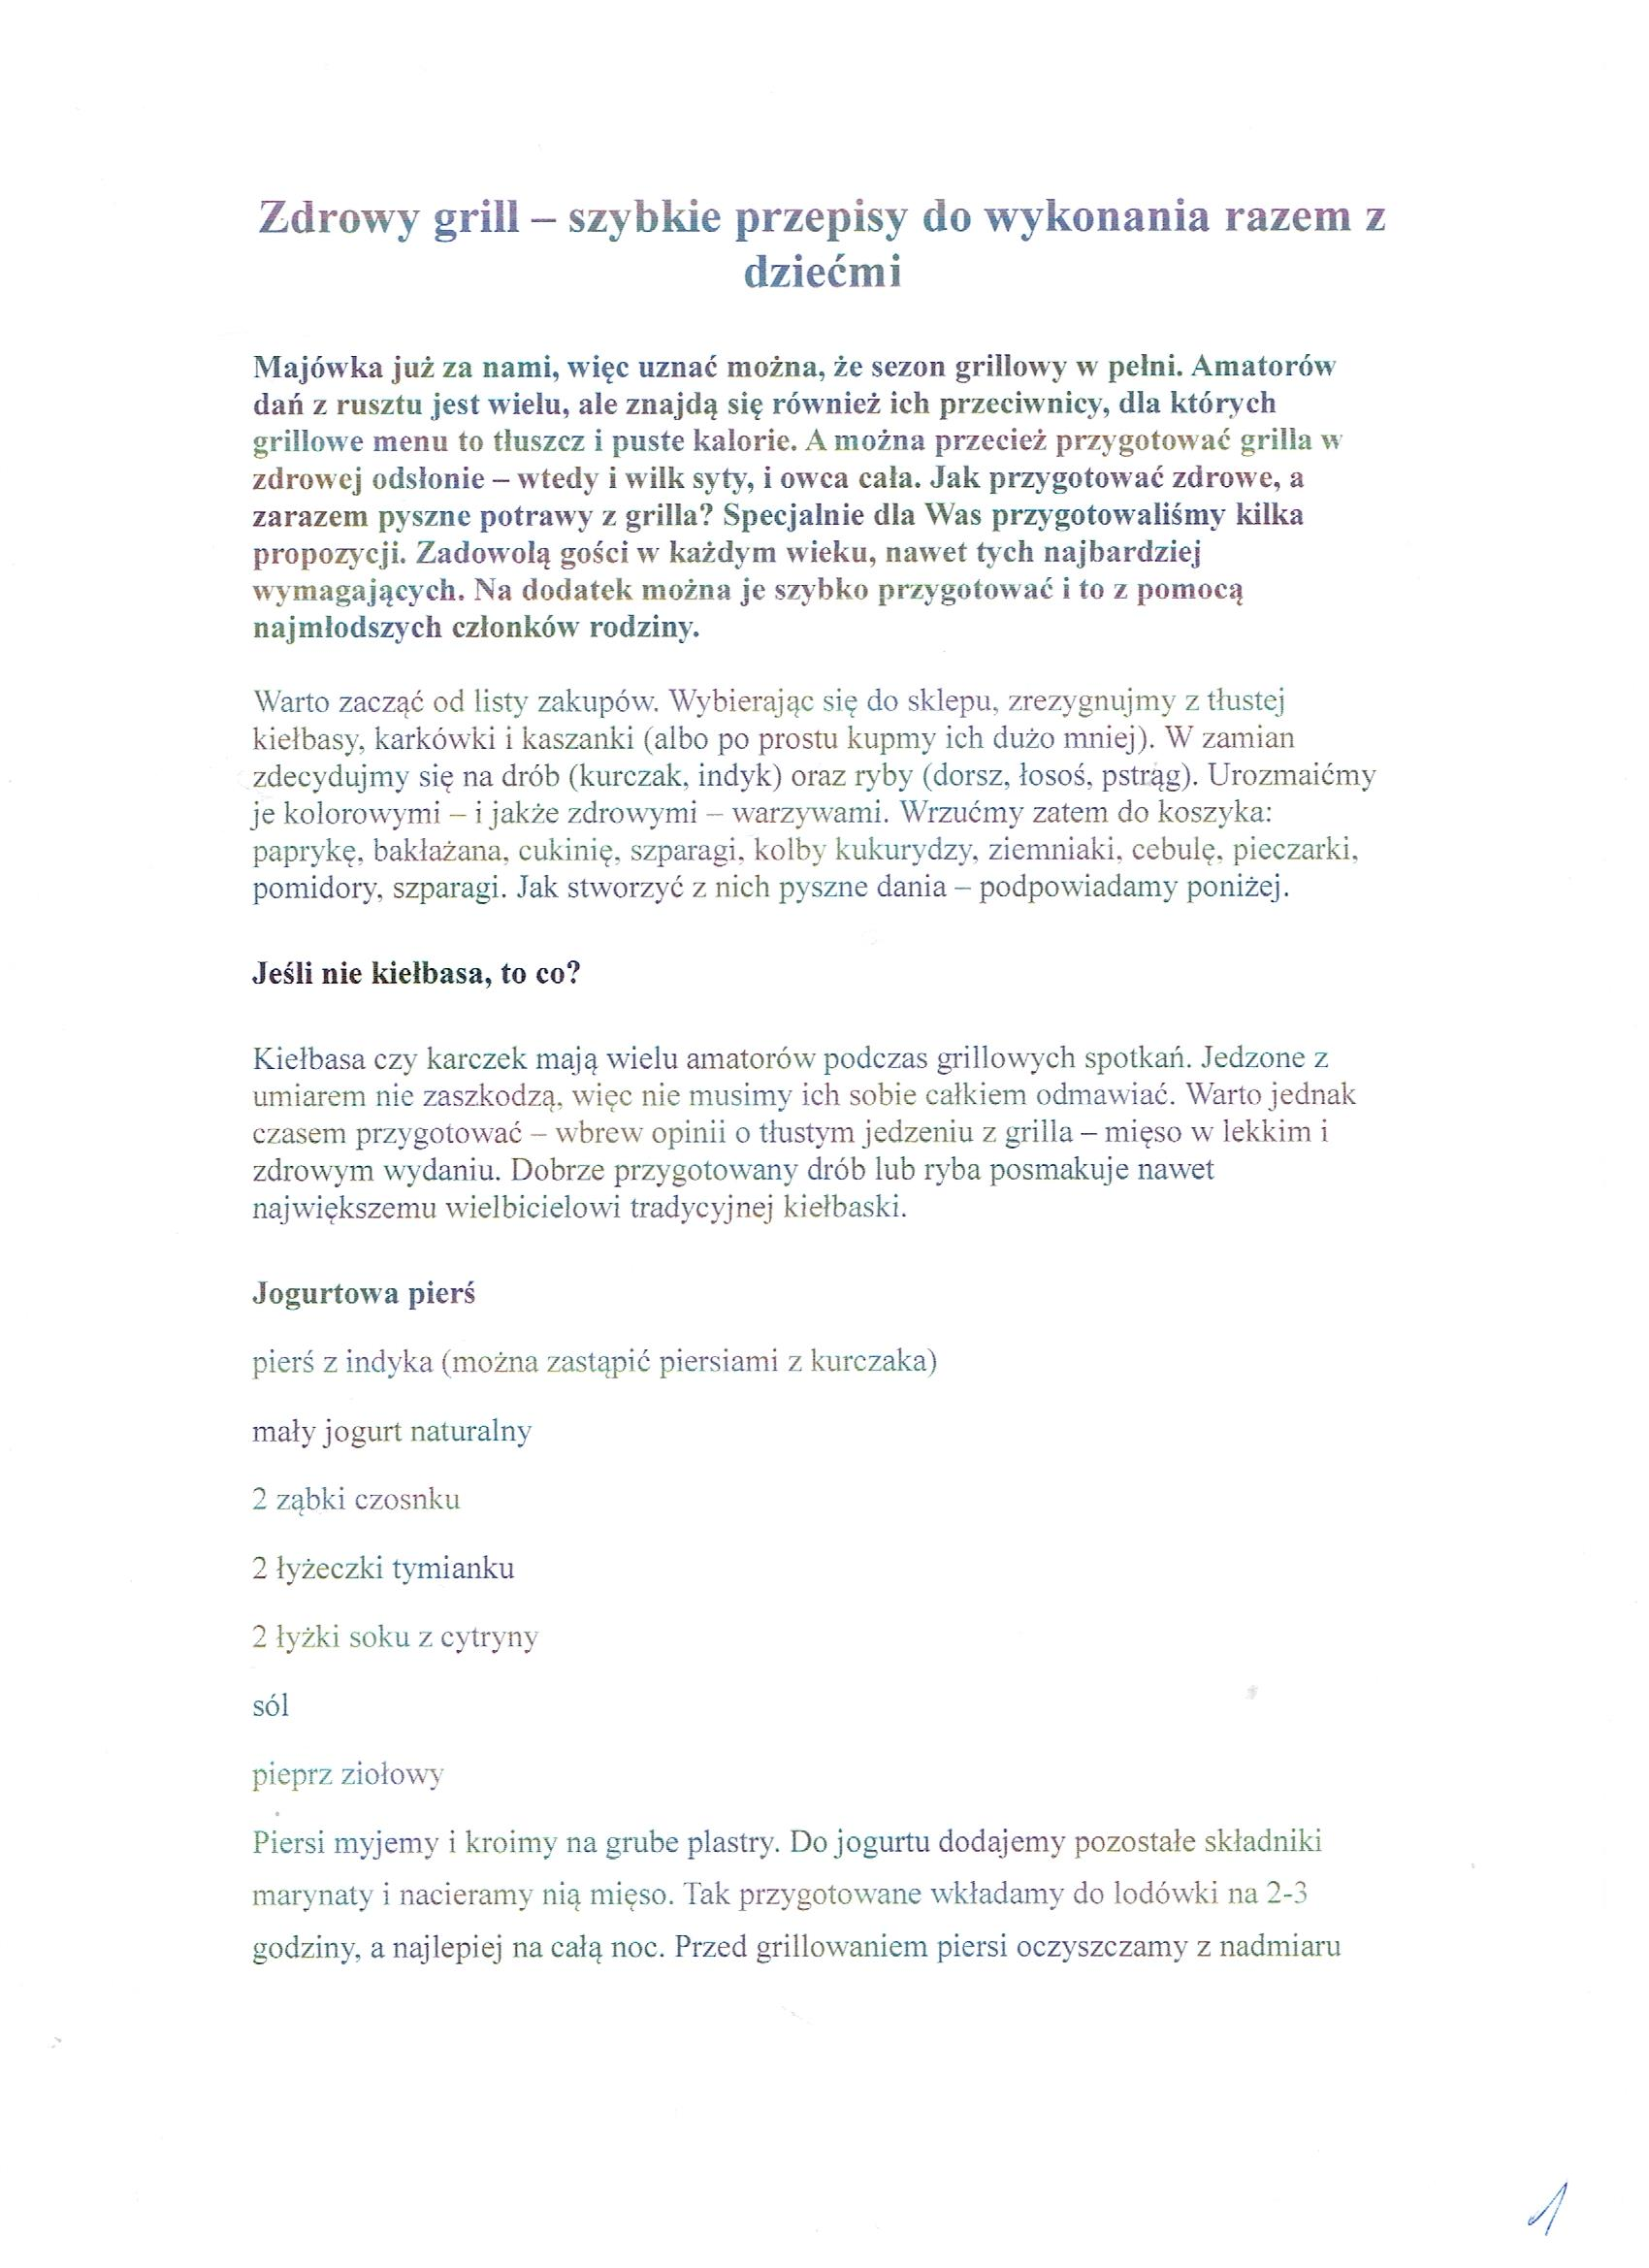 Zdrowy grill – szybkie przepisy do wykonania razem z
dziećmi
Majówka już za nami, więc uznać można, że sezon grillowy w pełni. Amatorów
dań z rusztu jest wielu, ale znajdą się również ich przeciwnicy, dla których
grillowe menu to tłuszcz i puste kalorie. A można przecież przygotować grilla w
zdrowej odsłonie – wtedy i wilk syty, i owca cała. Jak przygotować zdrowe, a
zarazem pyszne potrawy z grilla? Specjalnie dla Was przygotowaliśmy kilka
propozycji. Zadowolą gości w każdym wieku, nawet tych najbardziej
wymagających. Na dodatek można je szybko przygotować i to z pomocą
najmłodszych członków rodziny.
Warto zacząć od listy zakupów. Wybierając się do sklepu, zrezygnujmy z tłustej
kiełbasy, karkówki i kaszanki (albo po prostu kupmy ich dużo mniej). W zamian
zdecydujmy się na drób (kurczak, indyk) oraz ryby (dorsz, łosoś, pstrąg). Urozmaićmy
je kolorowymi – i jakże zdrowymi – warzywami. Wrzućmy zatem do koszyka:
paprykę, bakłażana, cukinię, szparagi, kolby kukurydzy, ziemniaki, cebulę, pieczarki,
pomidory, szparagi. Jak stworzyć z nich pyszne dania – podpowiadamy poniżej.
Jeśli nie kiełbasa, to co?
Kiełbasa czy karczek mają wielu amatorów podczas grillowych spotkań. Jedzone z
umiarem nie zaszkodzą, więc nie musimy ich sobie całkiem odmawiać. Warto jednak
czasem przygotować – wbrew opinii o tłustym jedzeniu z grilla – mięso w lekkim i
zdrowym wydaniu. Dobrze przygotowany drób lub ryba posmakuje nawet
największemu wielbicielowi tradycyjnej kiełbaski.
Jogurtowa pierś
pierś z indyka (można zastąpić piersiami z kurczaka)
mały jogurt naturalny
2 ząbki czosnku
2 łyżeczki tymianku
2 łyżki soku z cytryny
sól
pieprz ziołowy
Piersi myjemy i kroimy na grube plastry. Do jogurtu dodajemy pozostałe składniki
marynaty i nacieramy nią mięso. Tak przygotowane wkładamy do lodówki na 2-3
godziny, a najlepiej na całą noc. Przed grillowaniem piersi oczyszczamy z nadmiaru
1